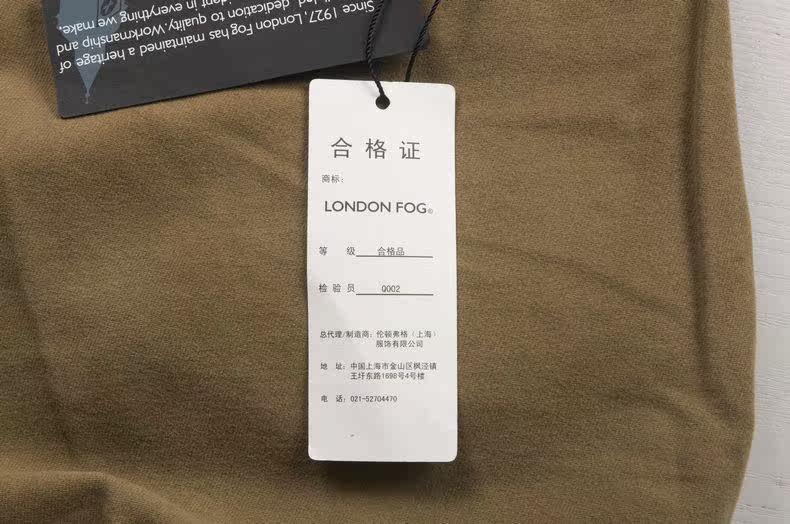 Since 1927, London Fog has maintained a heritage of
dedication to quality. Workmanship and
in everything we make.
合格证
商标：
LONDON FOG®
等 级 合格品
检验员 Q002
总代理/制造商：伦顿弗格（上海）
服饰有限公司
地 址：中国上海市金山区枫泾镇
王圩东路1698号4号楼
电 话：021-52704470